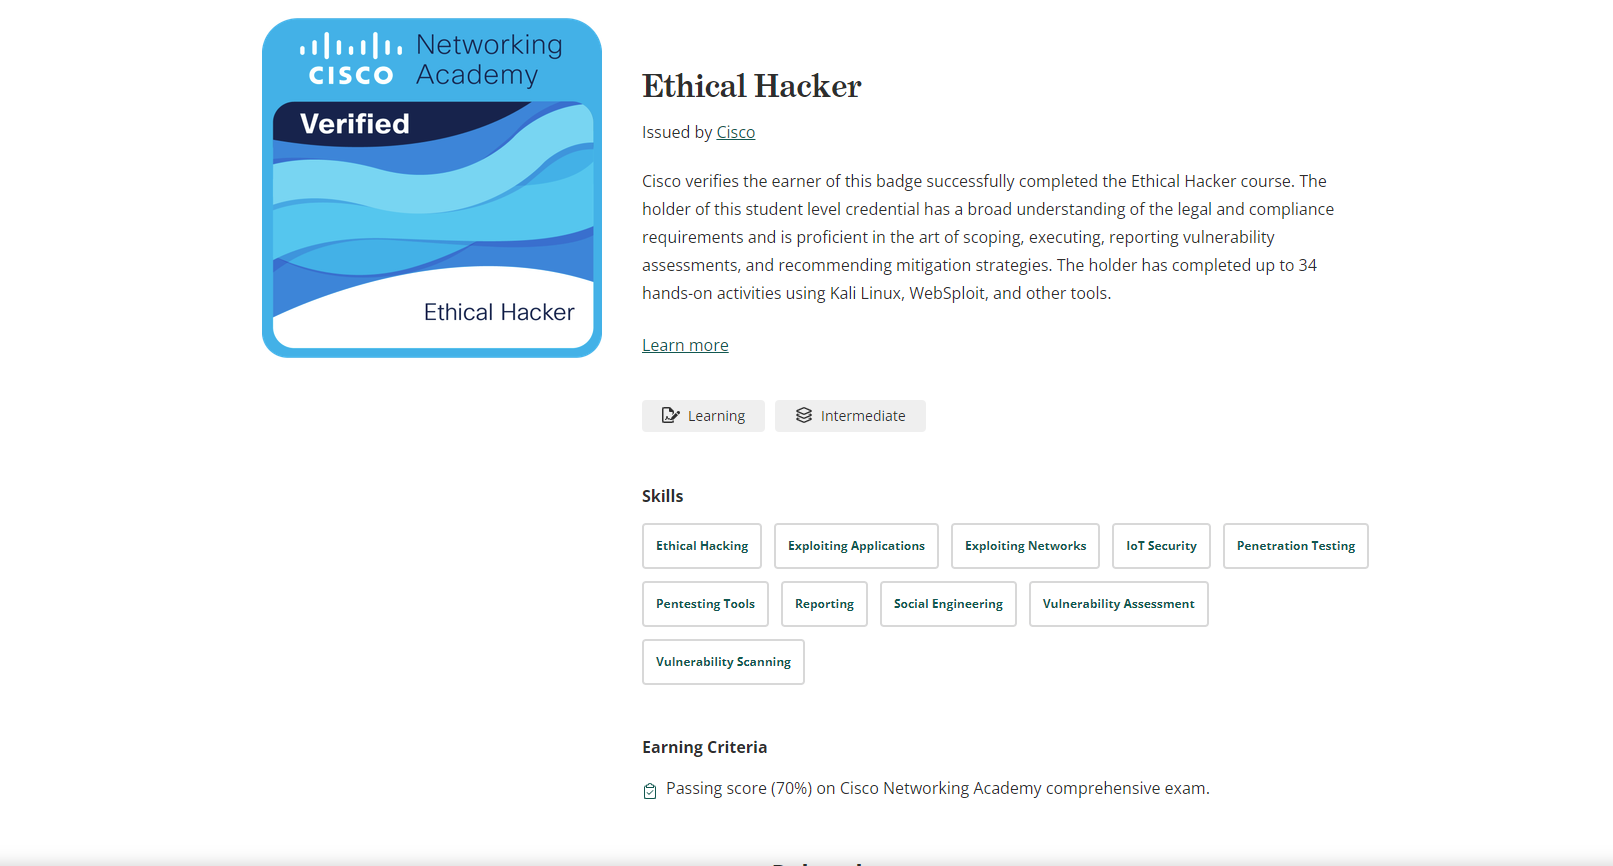 Networking
Academy
CISCO
Verified
Ethical Hacker
Ethical Hacker
Issued by Cisco
Cisco verifies the earner of this badge successfully completed the Ethical Hacker course. The
holder of this student level credential has a broad understanding of the legal and compliance
requirements and is proficient in the art of scoping, executing, reporting vulnerability
assessments, and recommending mitigation strategies. The holder has completed up to 34
hands-on activities using Kali Linux, WebSploit, and other tools.
Learn more
Learning Intermediate
Skills
Ethical Hacking Exploiting Applications Exploiting Networks IoT Security Penetration Testing
Pentesting Tools Reporting Social Engineering Vulnerability Assessment
Vulnerability Scanning
Earning Criteria
Passing score (70%) on Cisco Networking Academy comprehensive exam.